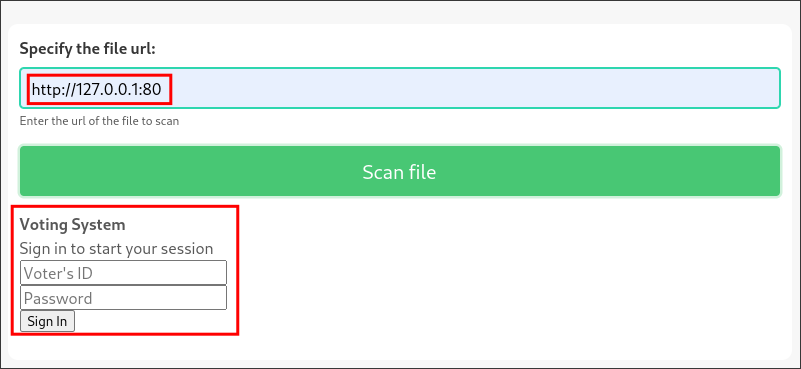 Specify the file url:
http://127.0.0.1:80
Enter the url of the file to scan
Scan file
Voting System
Sign in to start your session
Voter's ID
Password
Sign In